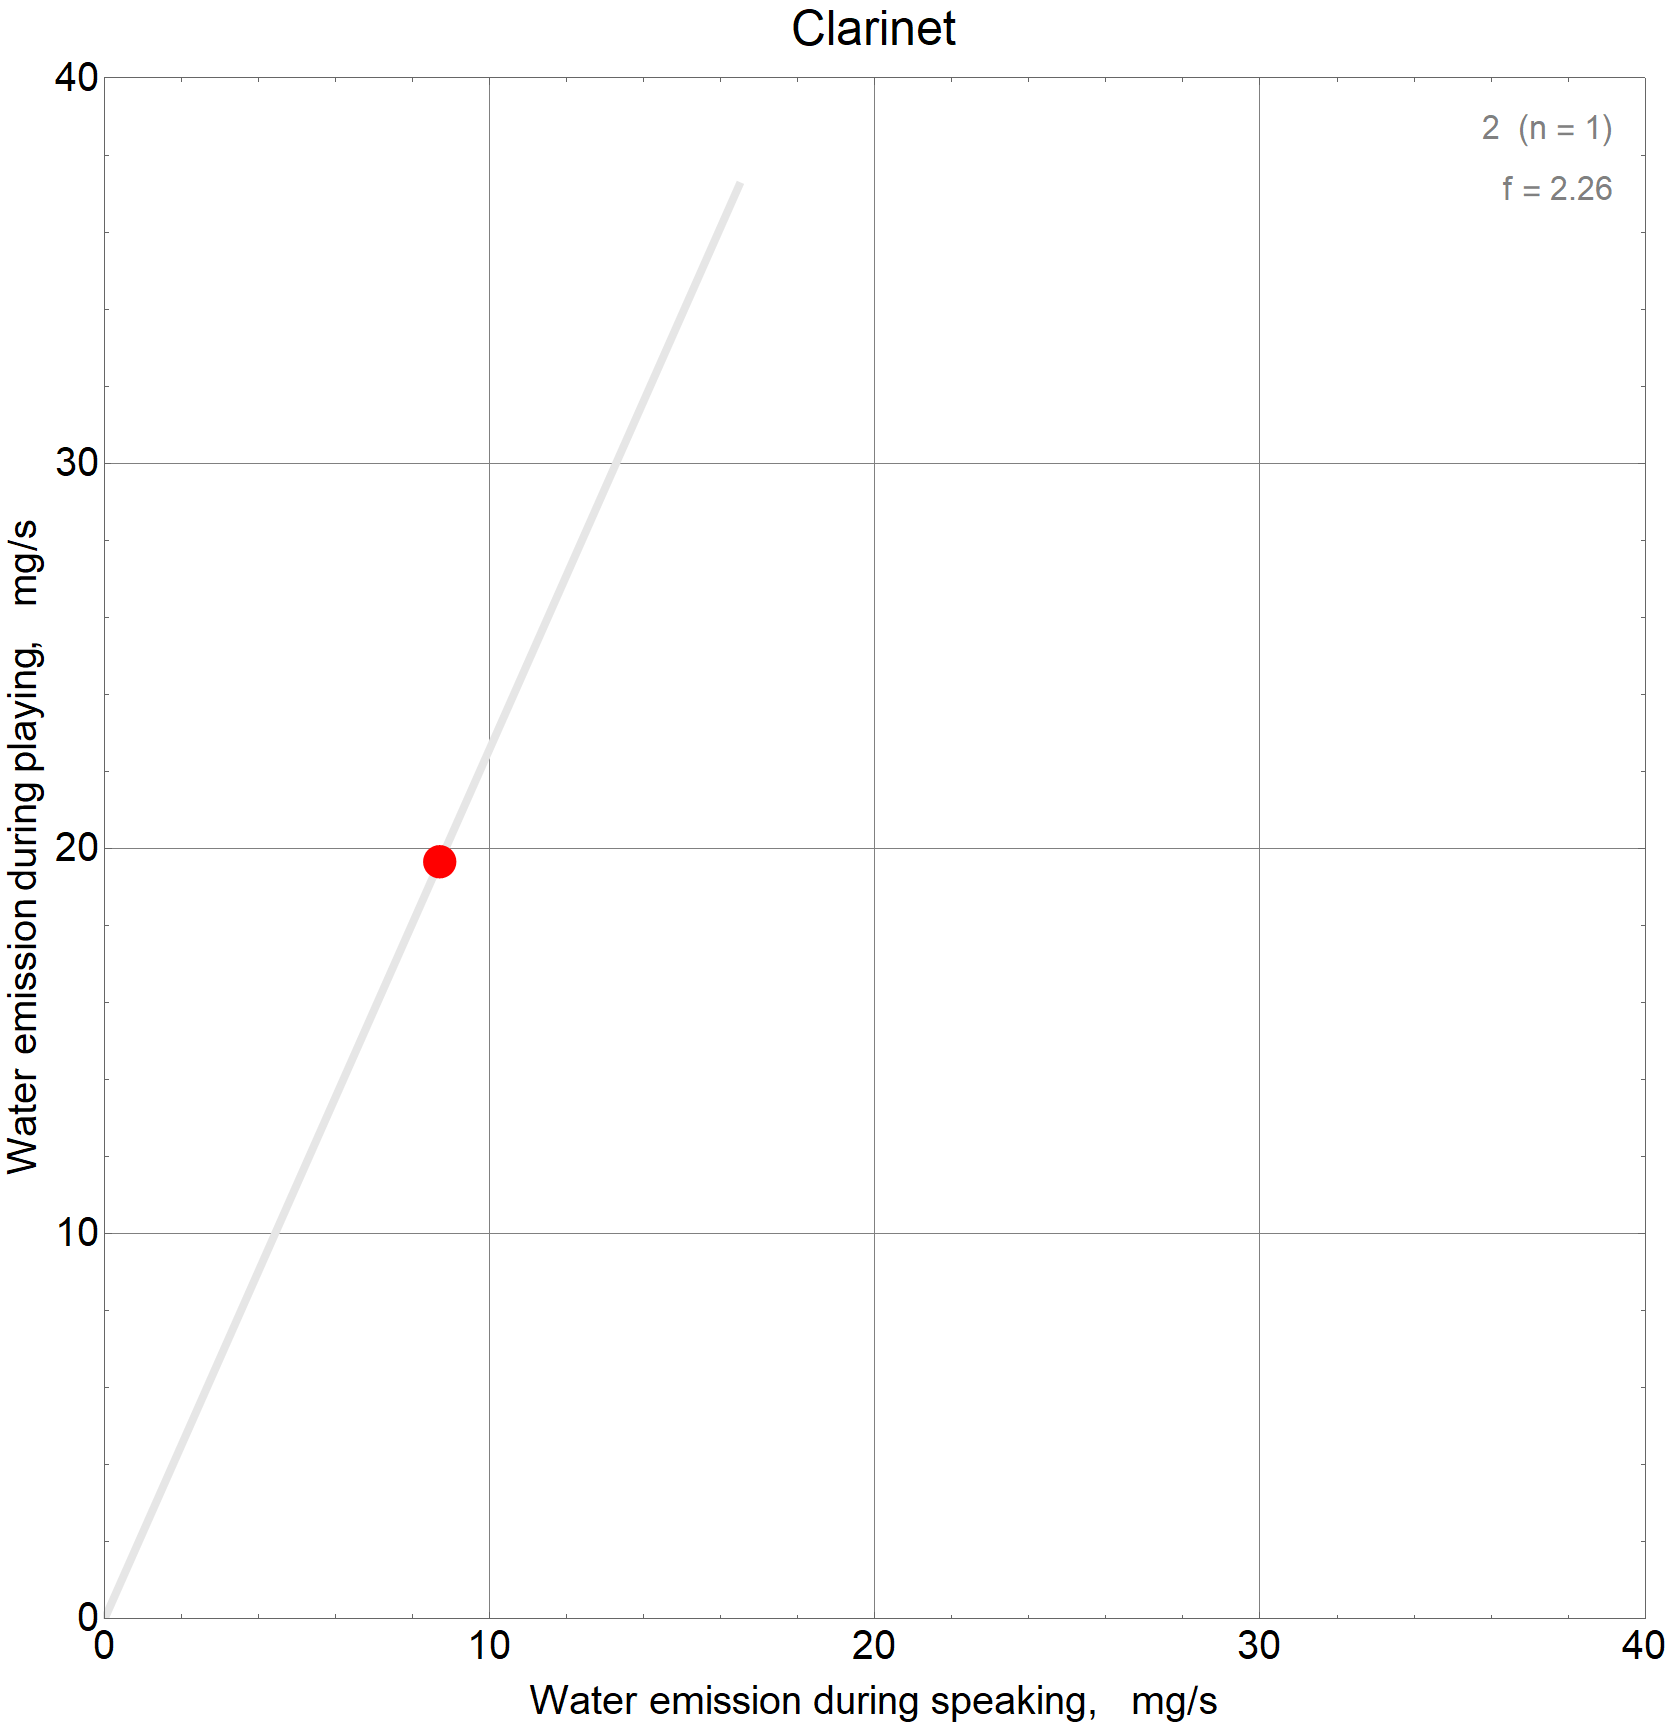 Clarinet
40
2 (n = 1)
f = 2.26
30
20
10
0
0 10 20 30 40
Water emission during playing, mg/s
Water emission during speaking, mg/s